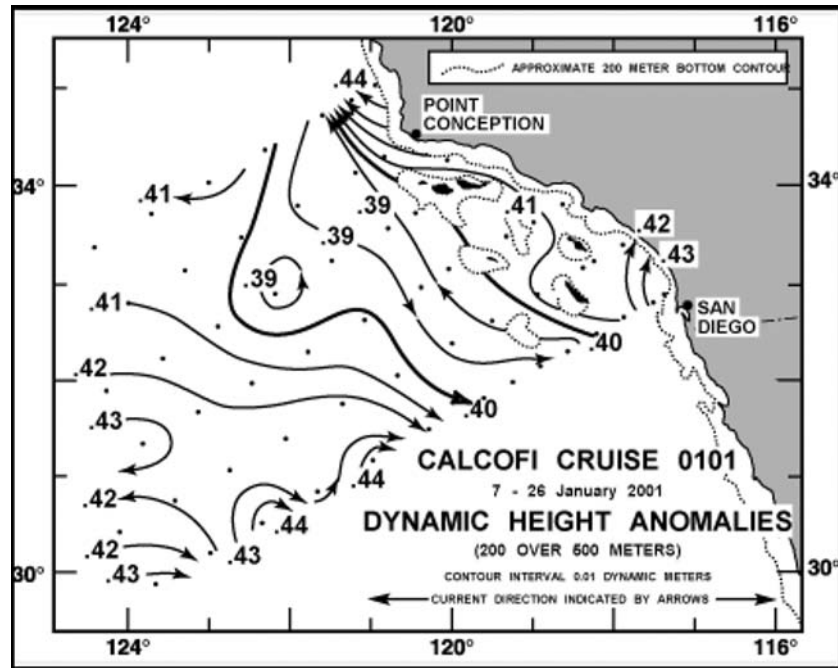 124° 120° 116°
APPROXIMATE 200 METER BOTTOM CONTOUR
.44
POINT
CONCEPTION
34° 34°
.41 .39 .41
.42
.39
.43
.39
.41
SAN
DIEGO
.40
.42
.40
.43
CALCOFI CRUISE 0101
.44
7 - 26 January 2001
.42
DYNAMIC HEIGHT ANOMALIES
.44
(200 OVER 500 METERS)
.42
.43
30° 30°
.43
CONTOUR INTERVAL 0.01 DYNAMIC METERS
CURRENT DIRECTION INDICATED BY ARROWS
124° 120° 116°